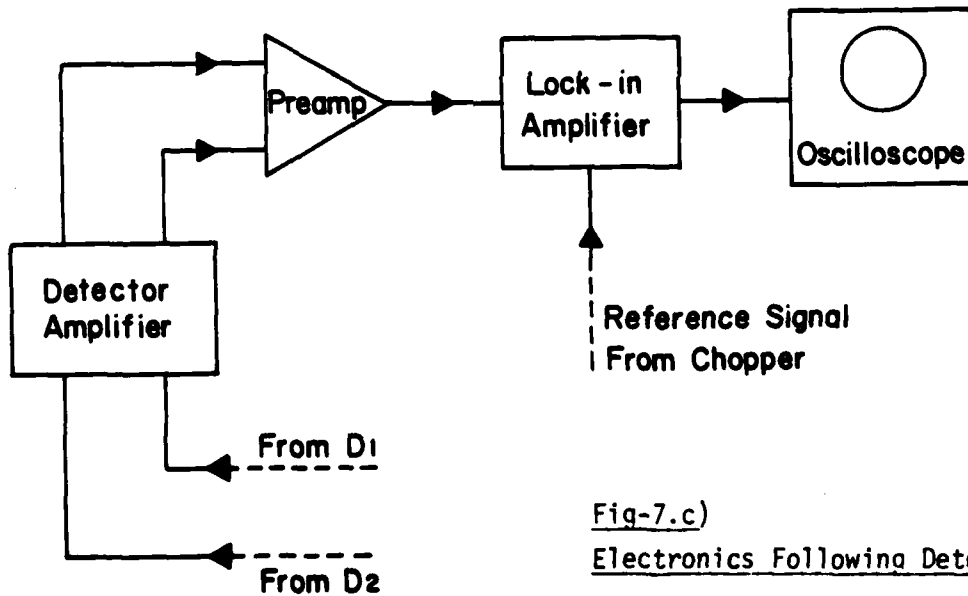 Preamp
Lock-in
Amplifier
Oscilloscope
Detector
Amplifier
Reference Signal
From Chopper
From D1
From D2
Fig-7.c)
Electronics Following